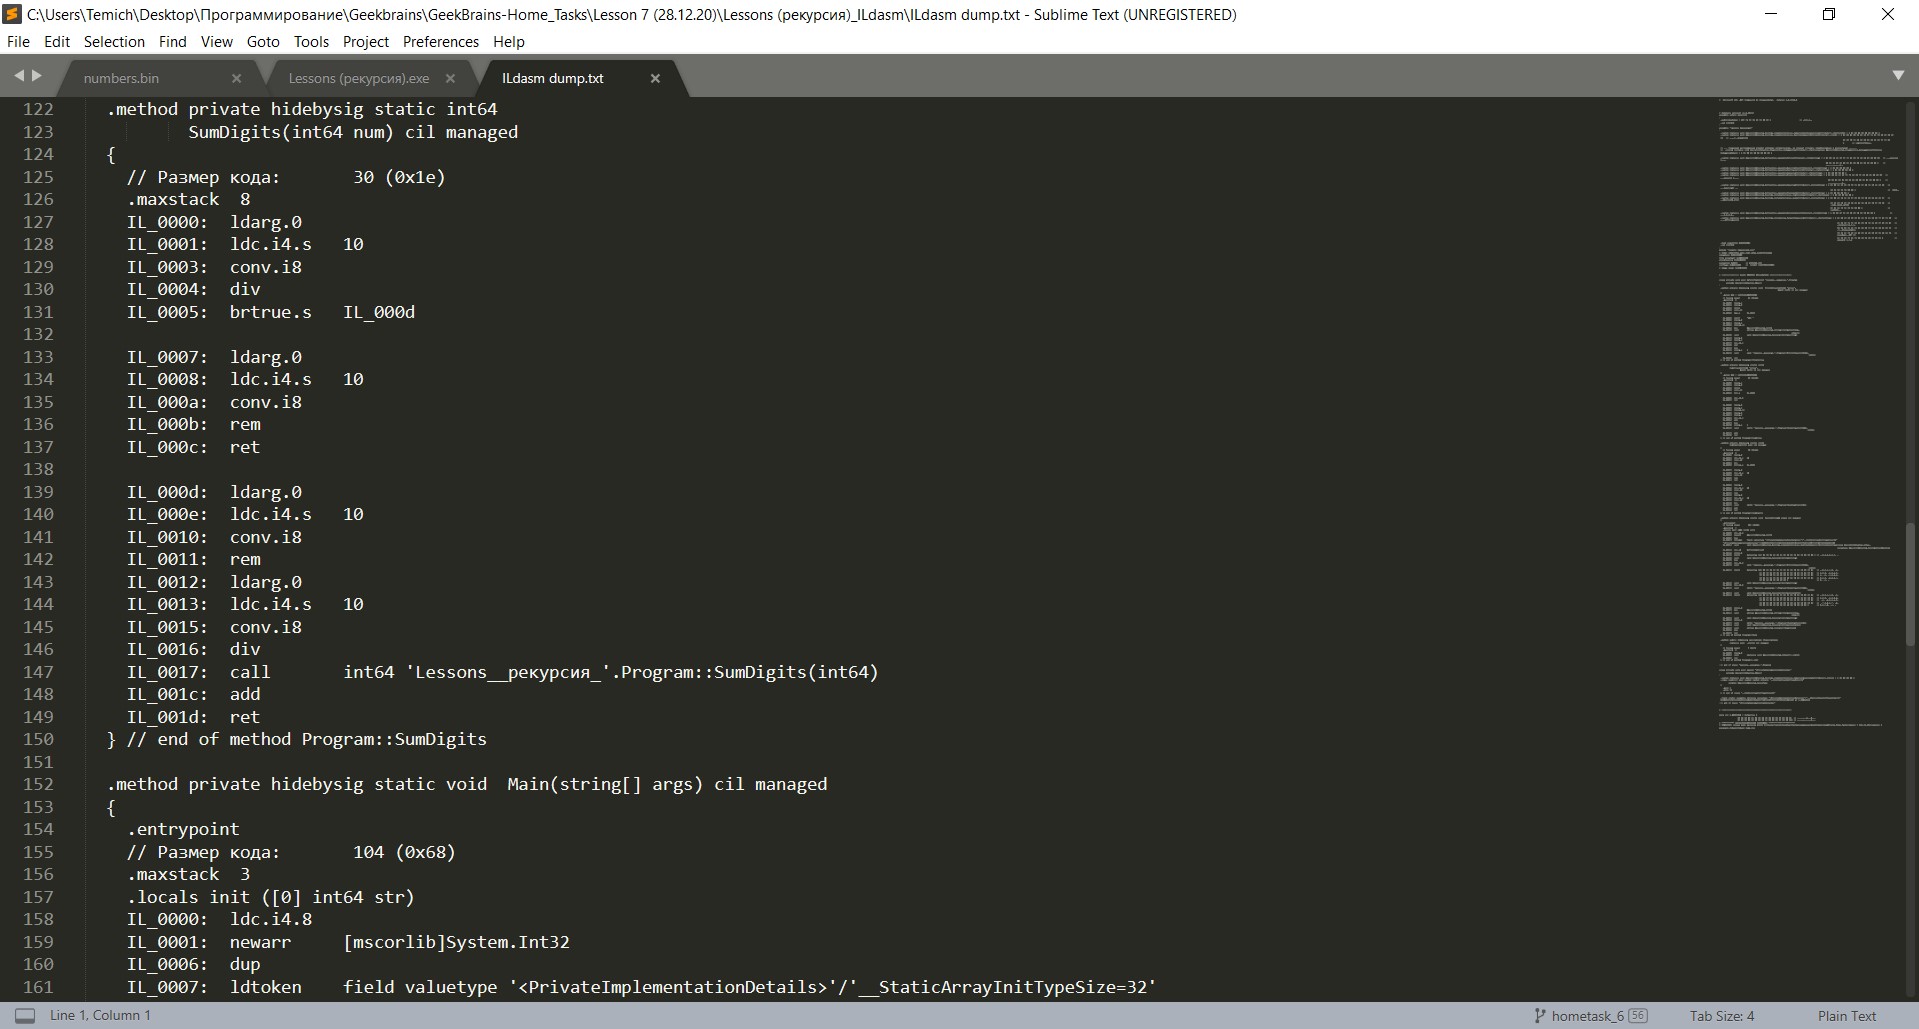 C:\Users\Temich\Desktop\Программирование\Geekbrains\GeekBrains-Home_Tasks\Lesson 7 (28.12.20)\Lessons (рекурсия)_ILdasm\ILdasm dump.txt - Sublime Text (UNREGISTERED)
File Edit Selection Find View Goto Tools Project Preferences Help
numbers.bin Lessons (рекурсия).exe ILdasm dump.txt
122 .method private hidebysig static int64
123 SumDigits(int64 num) cil managed
124 {
125 // Размер кода: 30 (0x1e)
126 .maxstack 8
127 IL_0000: ldarg.0
128 IL_0001: ldc.i4.s 10
129 IL_0003: conv.i8
130 IL_0004: div
131 IL_0005: brtrue.s IL_000d
132
133 IL_0007: ldarg.0
134 IL_0008: ldc.i4.s 10
135 IL_000a: conv.i8
136 IL_000b: rem
137 IL_000c: ret
138
139 IL_000d: ldarg.0
140 IL_000e: ldc.i4.s 10
141 IL_0010: conv.i8
142 IL_0011: rem
143 IL_0012: ldarg.0
144 IL_0013: ldc.i4.s 10
145 IL_0015: conv.i8
146 IL_0016: div
147 IL_0017: call int64 'Lessons__рекурсия_'.Program::SumDigits(int64)
148 IL_001c: add
149 IL_001d: ret
150 } // end of method Program::SumDigits
151
152 .method private hidebysig static void Main(string[] args) cil managed
153 {
154 .entrypoint
155 // Размер кода: 104 (0x68)
156 .maxstack 3
157 .locals init ([0] int64 str)
158 IL_0000: ldc.i4.8
159 IL_0001: newarr [mscorlib]System.Int32
160 IL_0006: dup
161 IL_0007: ldtoken field valuetype '<PrivateImplementationDetails>'/'__StaticArrayInitTypeSize=32'
Line 1, Column 1 hometask_6 56 Tab Size: 4 Plain Text